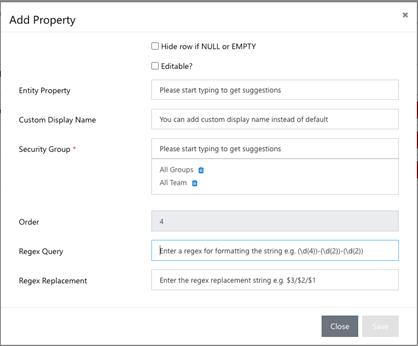 Add Property
×
Hide row if NULL or EMPTY
Editable?
Entity Property
Please start typing to get suggestions
Custom Display Name
You can add custom display name instead of default
Security Group *
Please start typing to get suggestions
All Groups
All Team
Order
4
Regex Query
Enter a regex for formatting the string e.g. (\d{4})-(\d{2})-(\d{2})
Regex Replacement
Enter the regex replacement string e.g. $3/$2/$1
Close
Save